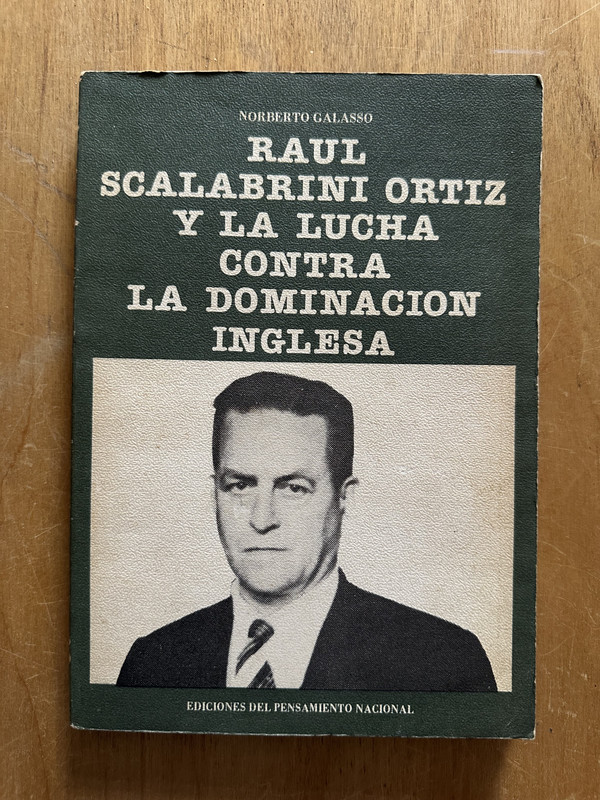 NORBERTO GALASSO
RAUL
SCALABRINI ORTIZ
Y LA LUCHA
CONTRA
LA DOMINACION
INGLESA
EDICIONES DEL PENSAMIENTO NACIONAL